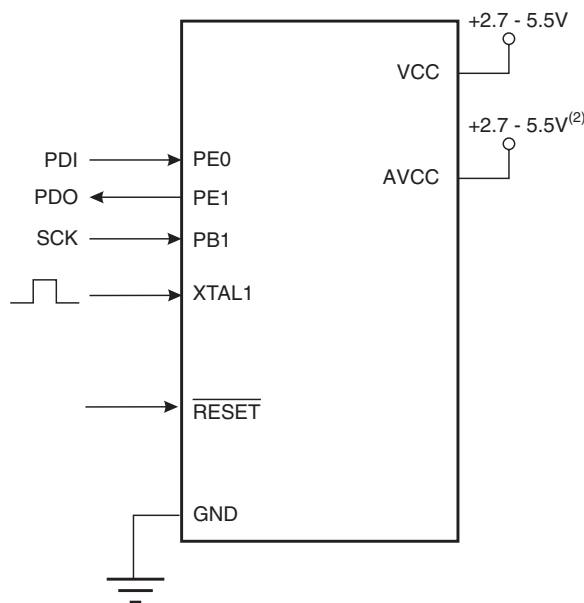 +2.7 - 5.5V
VCC
+2.7 - 5.5V(2)
AVCC
PDI PE0
PDO PE1
SCK PB1
XTAL1
RESET
GND